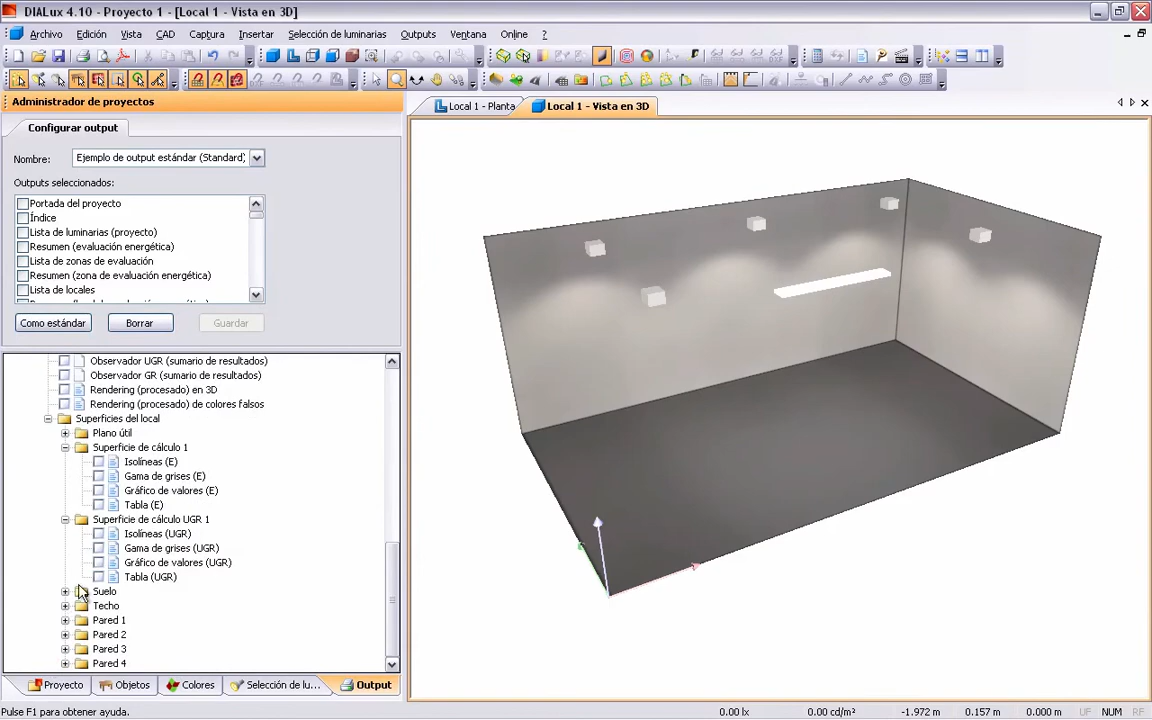 DIALux 4.10 - Proyecto 1 - [Local 1 - Vista en 3D]
Archivo Edición Vista CAD Captura Insertar Selección de luminarias Outputs Ventana Online ?
Administrador de proyectos
Local 1 - Planta Local 1 - Vista en 3D
Configurar output
Nombre: Ejemplo de output estándar (Standard)
Outputs seleccionados:
Portada del proyecto
Índice
Lista de luminarias (proyecto)
Resumen (evaluación energética)
Lista de zonas de evaluación
Resumen (zona de evaluación energética)
Lista de locales
Como estándar Borrar Guardar
Observador UGR (sumario de resultados)
Observador GR (sumario de resultados)
Rendering (procesado) en 3D
Rendering (procesado) de colores falsos
Superficies del local
Plano útil
Superficie de cálculo 1
Isolíneas (E)
Gama de grises (E)
Gráfico de valores (E)
Tabla (E)
Superficie de cálculo UGR 1
Isolíneas (UGR)
Gama de grises (UGR)
Gráfico de valores (UGR)
Tabla (UGR)
Suelo
Techo
Pared 1
Pared 2
Pared 3
Pared 4
Proyecto Objetos Colores Selección de lu... Output
Pulse F1 para obtener ayuda. 0.00 lx 0.00 cd/m² -1.972 m 0.157 m 0.000 m UF NUM RF